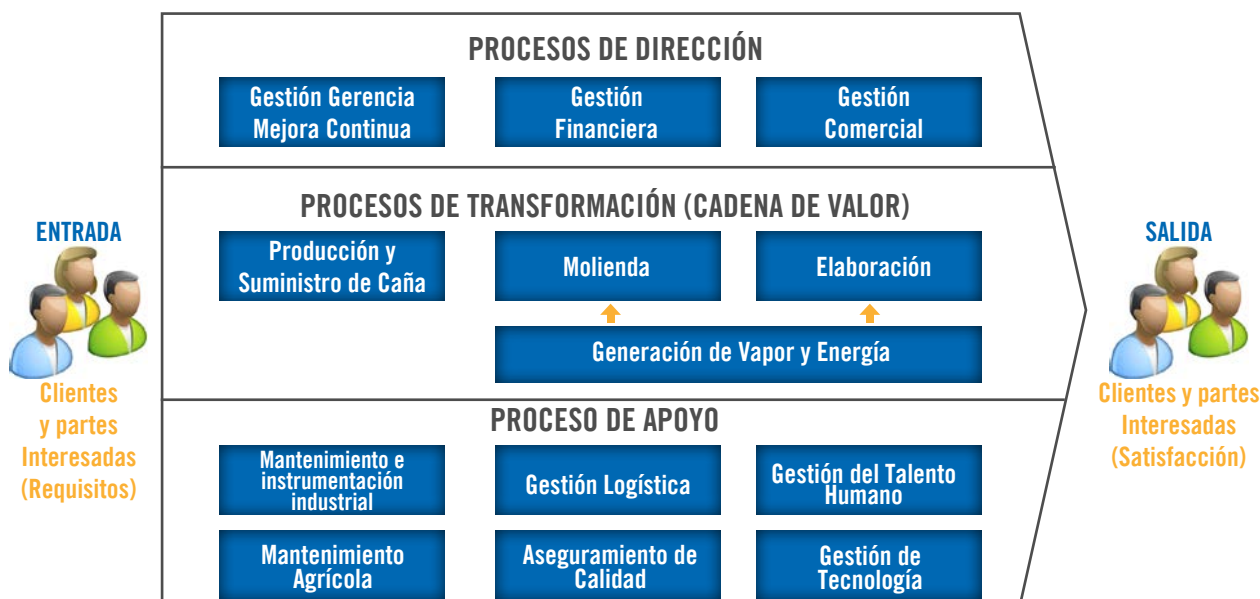 PROCESOS DE DIRECCIÓN
Gestión Gerencia
Mejora Continua
Gestión
Financiera
Gestión
Comercial
PROCESOS DE TRANSFORMACIÓN (CADENA DE VALOR)
ENTRADA
Clientes
y partes
Interesadas
(Requisitos)
Producción y
Suministro de Caña
Molienda
Elaboración
Generación de Vapor y Energía
SALIDA
Clientes y partes
Interesadas
(Satisfacción)
PROCESO DE APOYO
Mantenimiento e
instrumentación
industrial
Gestión Logística
Gestión del Talento
Humano
Mantenimiento
Agrícola
Aseguramiento de
Calidad
Gestión de
Tecnología